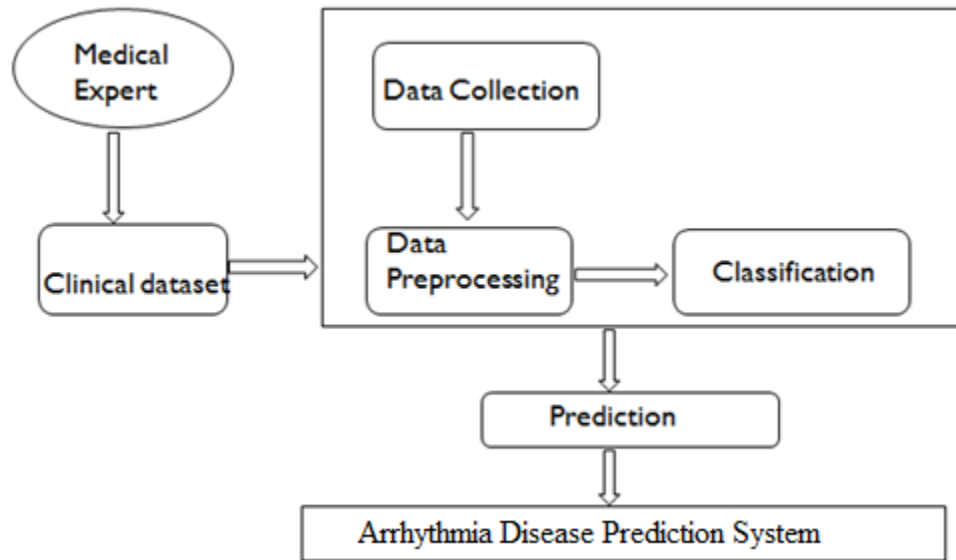 Medical
Expert
Data Collection
Clinical dataset
Data
Preprocessing
Classification
Prediction
Arrhythmia Disease Prediction System